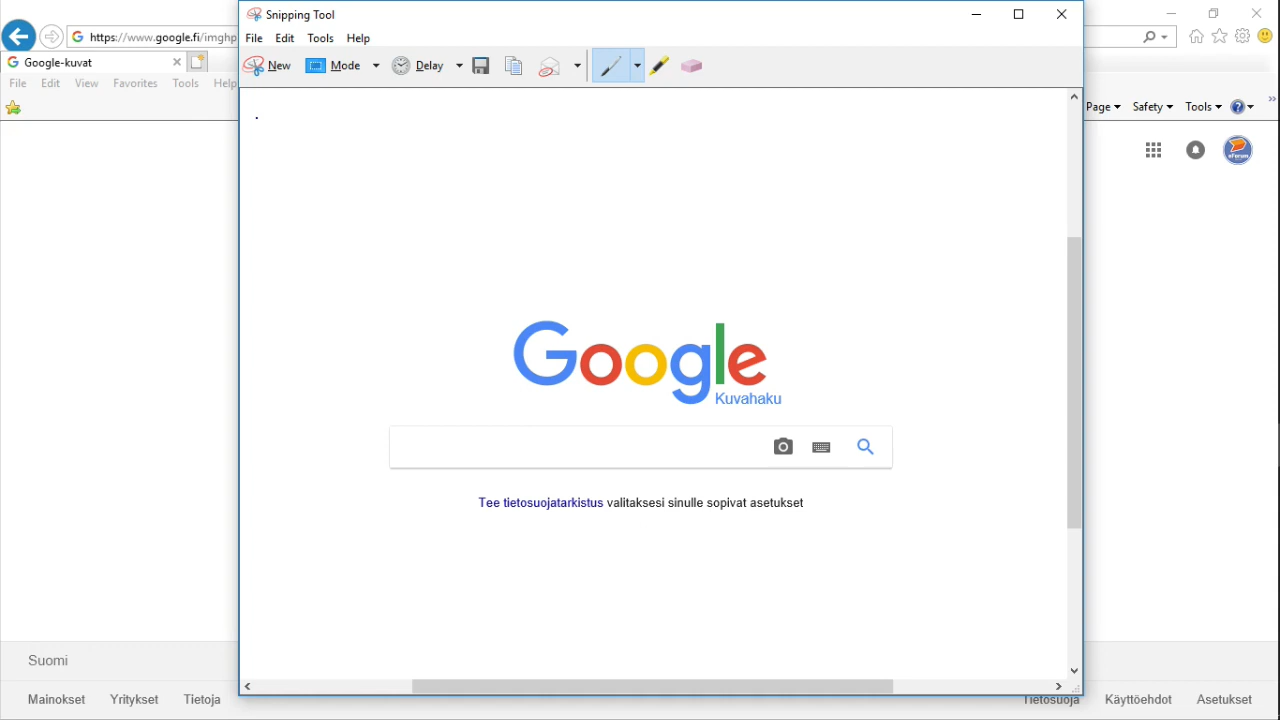 Snipping Tool
File Edit Tools Help
New Mode Delay
https://www.google.fi/imghp
Google-kuvat
File Edit View Favorites Tools Help
Page Safety Tools
eForum
Google
Kuvahaku
Tee tietosuojatarkistus valitaksesi sinulle sopivat asetukset
Suomi
Mainokset Yritykset Tietoja Tietosuoja Käyttöehdot Asetukset